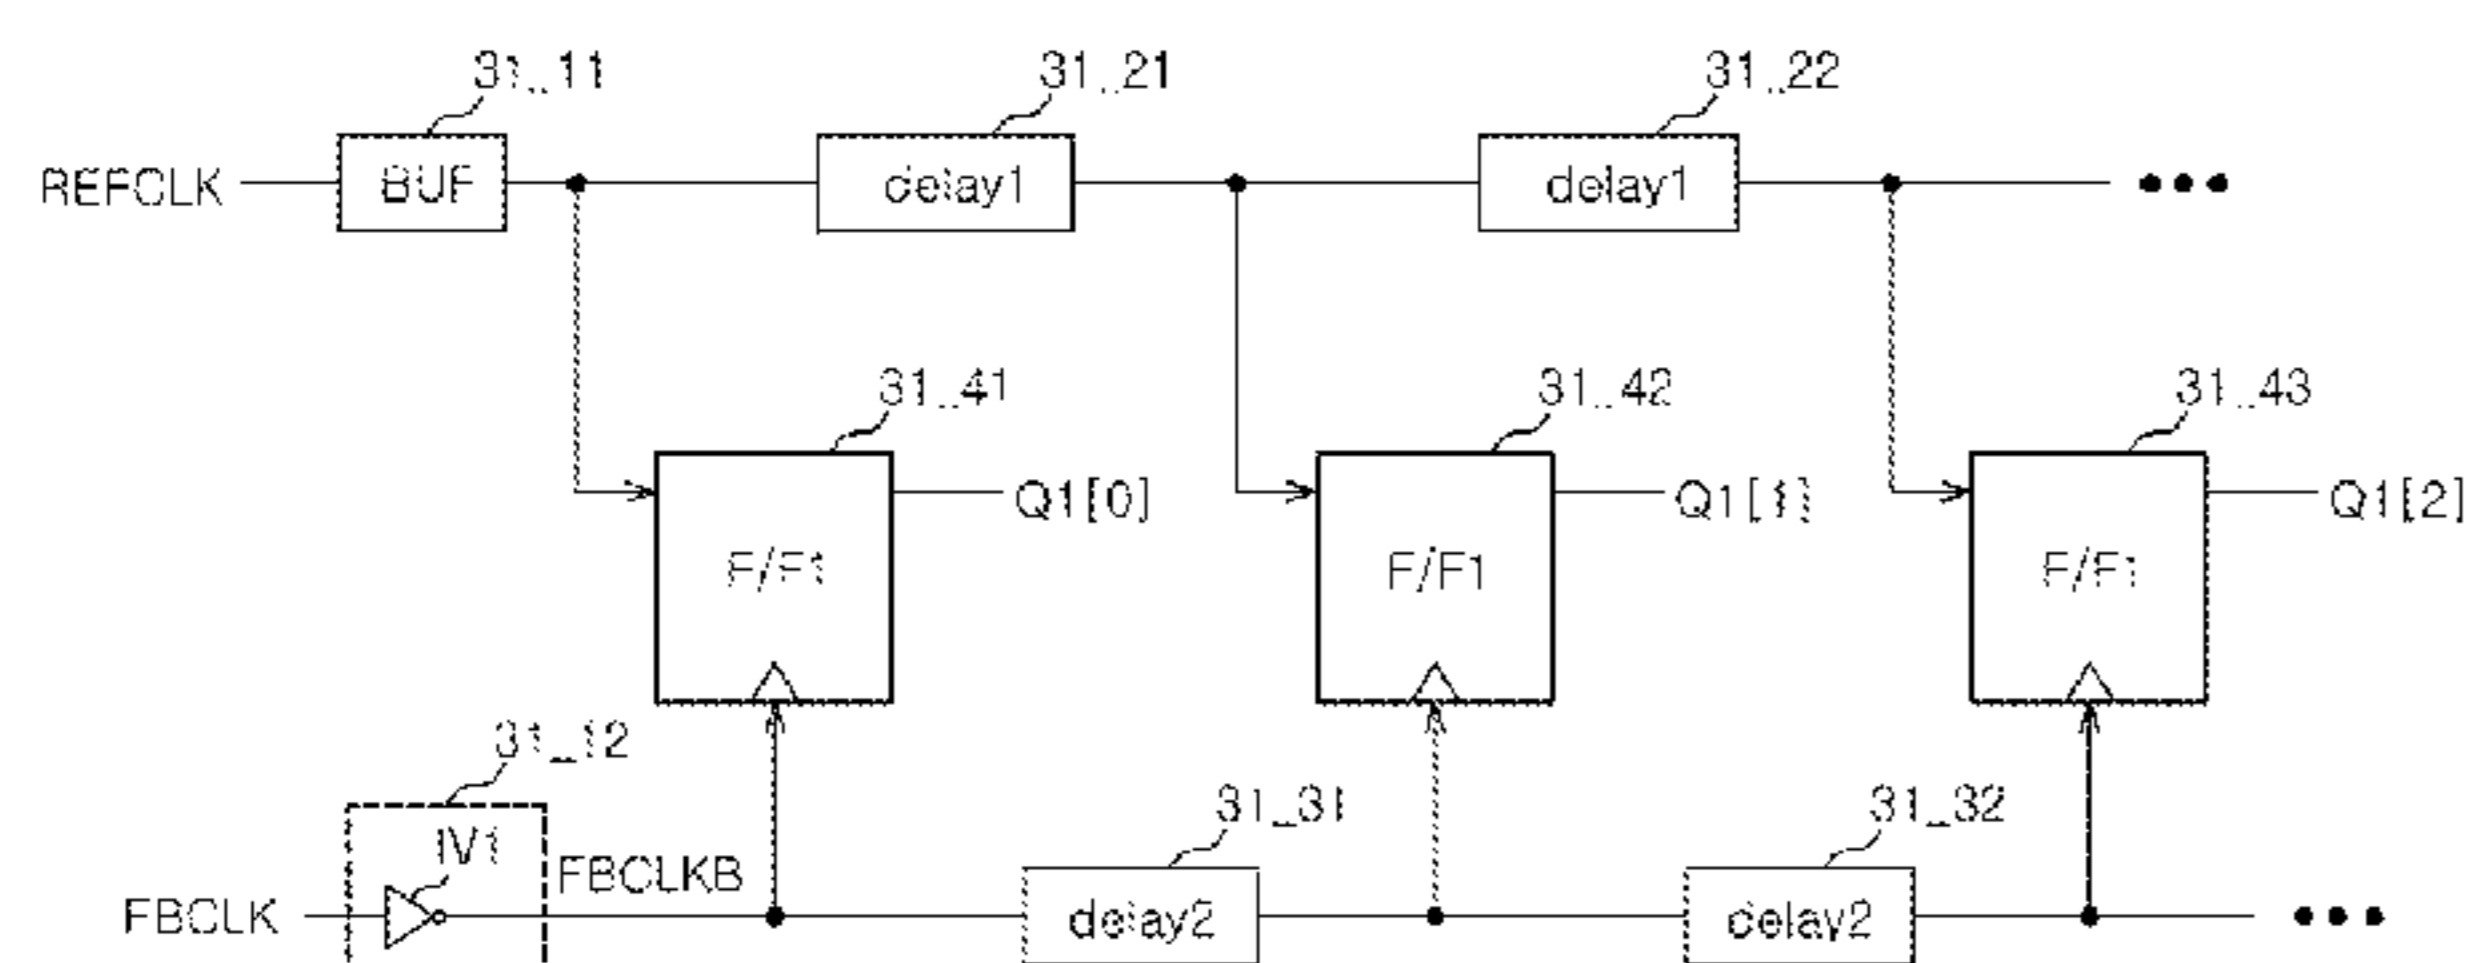 31_11 31_21 31_22
REFCLK BUF delay1 delay1 •••
31_41 31_42 31_43
Q1[0] Q1[1] Q1[2]
F/F1 F/F1 F/F1
31_12
31_31 31_32
IV1
FBCLKB
FBCLK delay2 delay2 •••